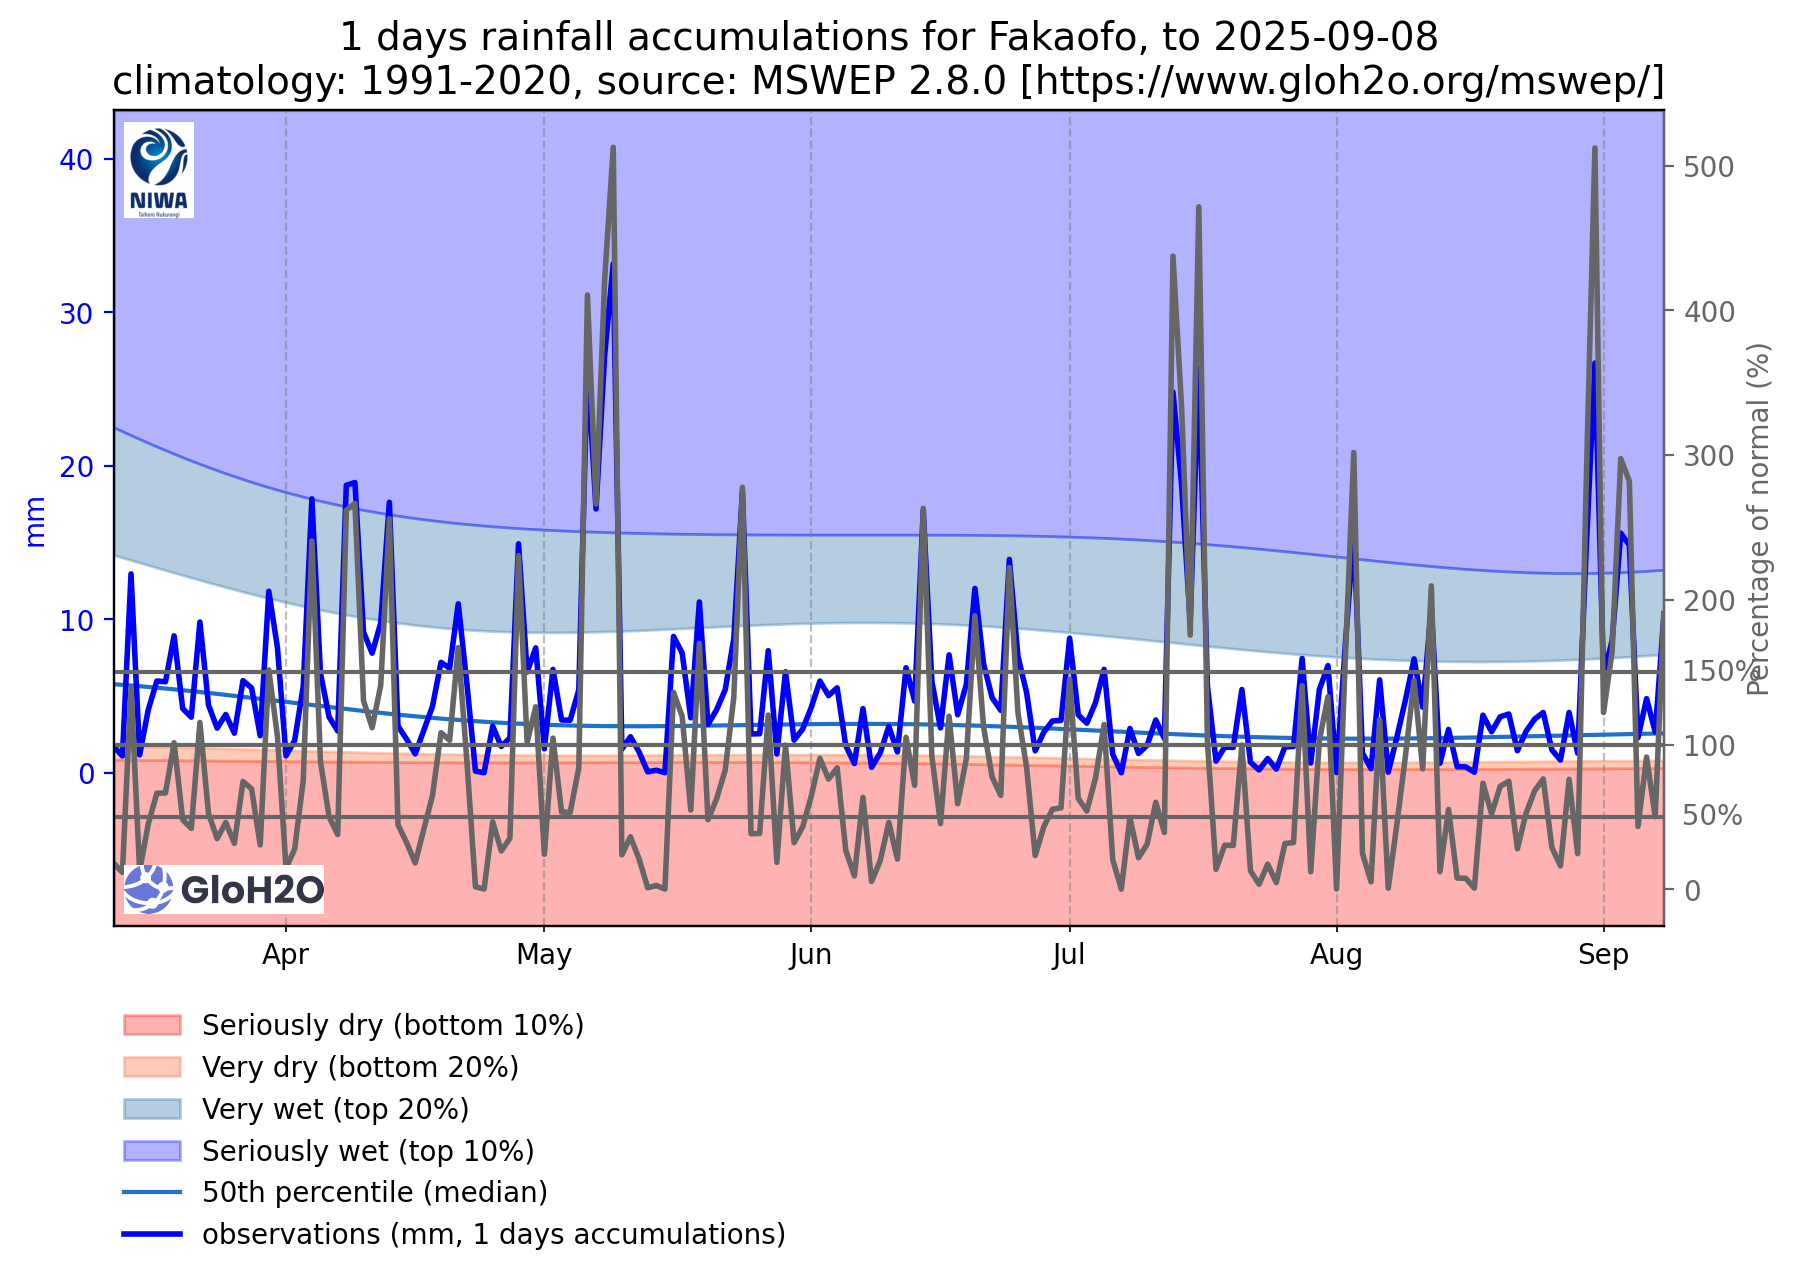 1 days rainfall accumulations for Fakaofo, to 2025-09-08
climatology: 1991-2020, source: MSWEP 2.8.0 [https://www.gloh2o.org/mswep/]
NIWA
Taihoro Nukurangi
mm
40
30
20
10
0
500
400
300
200
150%
100
50%
0
Percentage of normal (%)
GloH2O
Apr
May
Jun
Jul
Aug
Sep
Seriously dry (bottom 10%)
Very dry (bottom 20%)
Very wet (top 20%)
Seriously wet (top 10%)
50th percentile (median)
observations (mm, 1 days accumulations)